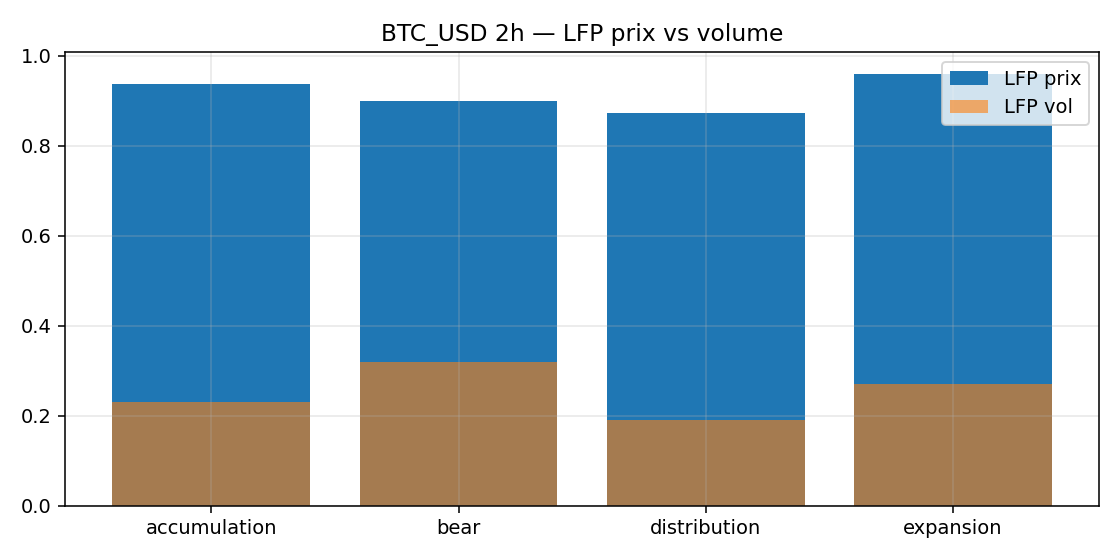 BTC_USD 2h — LFP prix vs volume
LFP prix
LFP vol
1.0
0.8
0.6
0.4
0.2
0.0
accumulation
bear
distribution
expansion